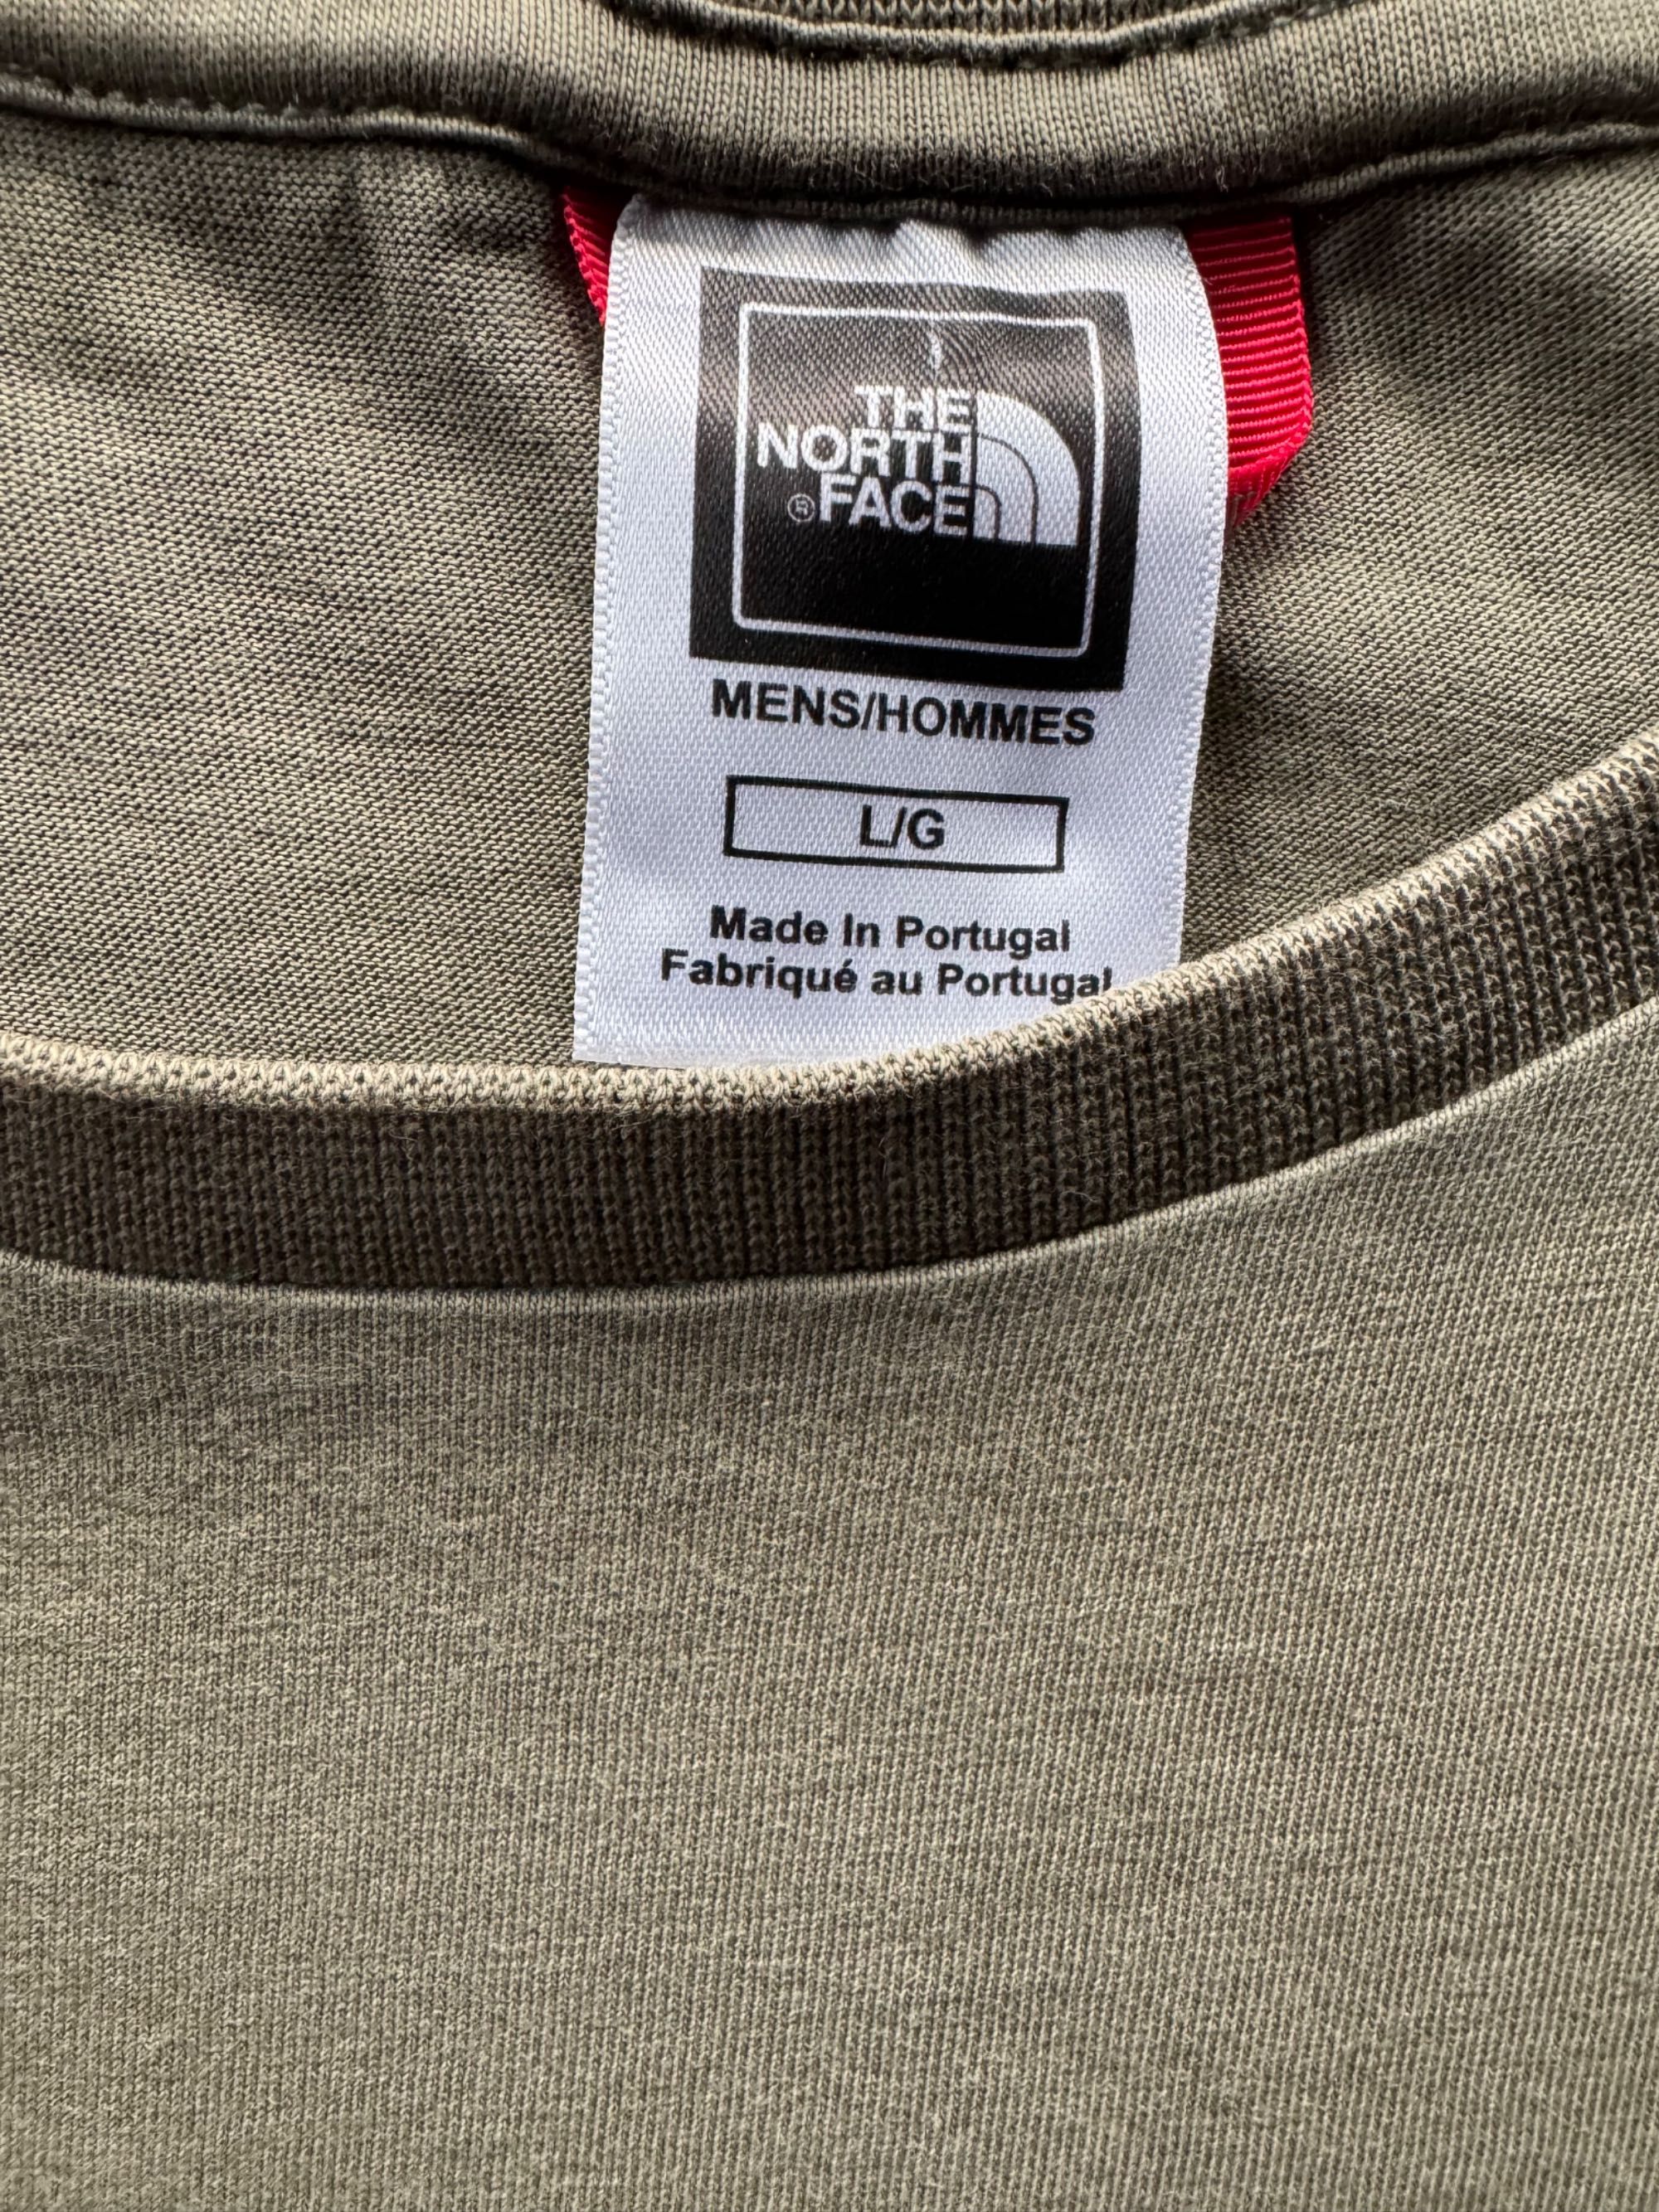 THE
NORTH
®FACE
MENS/HOMMES
L/G
Made In Portugal
Fabriqué au Portugal